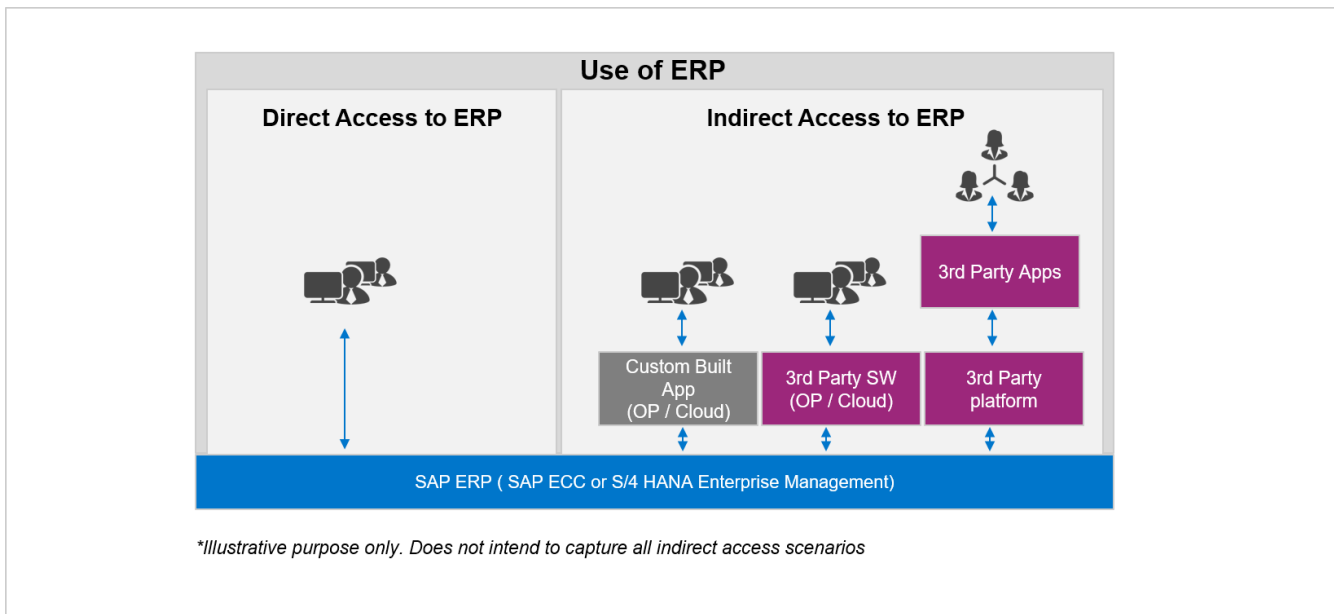 Use of ERP
Direct Access to ERP
Indirect Access to ERP
3rd Party Apps
Custom Built
App
(OP / Cloud)
3rd Party SW
(OP / Cloud)
3rd Party
platform
SAP ERP ( SAP ECC or S/4 HANA Enterprise Management)
*Illustrative purpose only. Does not intend to capture all indirect access scenarios